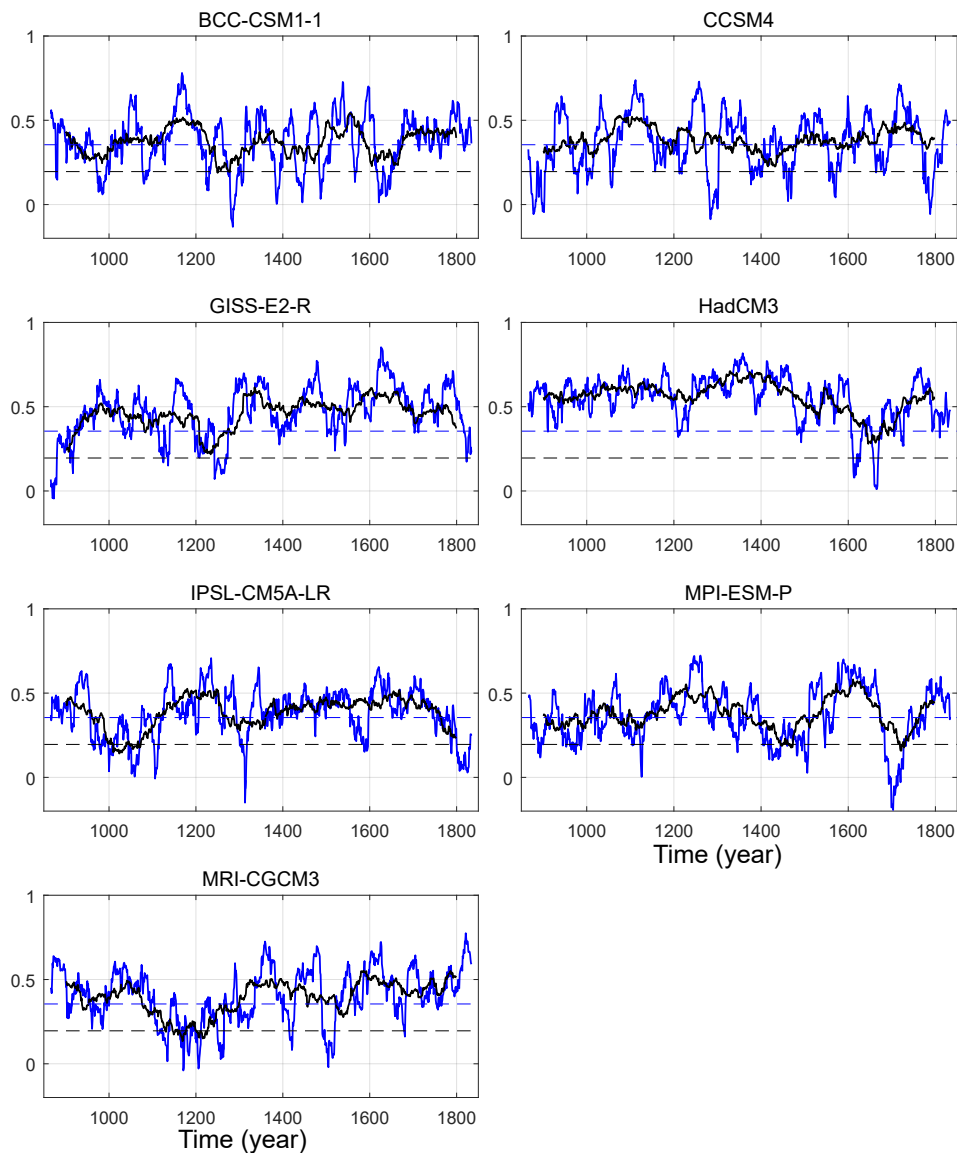 BCC-CSM1-1 CCSM4
1 1
0.5 0.5
0 0
1000 1200 1400 1600 1800 1000 1200 1400 1600 1800
GISS-E2-R HadCM3
1 1
0.5 0.5
0 0
1000 1200 1400 1600 1800 1000 1200 1400 1600 1800
IPSL-CM5A-LR MPI-ESM-P
1 1
0.5 0.5
0 0
1000 1200 1400 1600 1800 1000 1200 1400 1600 1800
Time (year)
MRI-CGCM3
1
0.5
0
1000 1200 1400 1600 1800
Time (year)